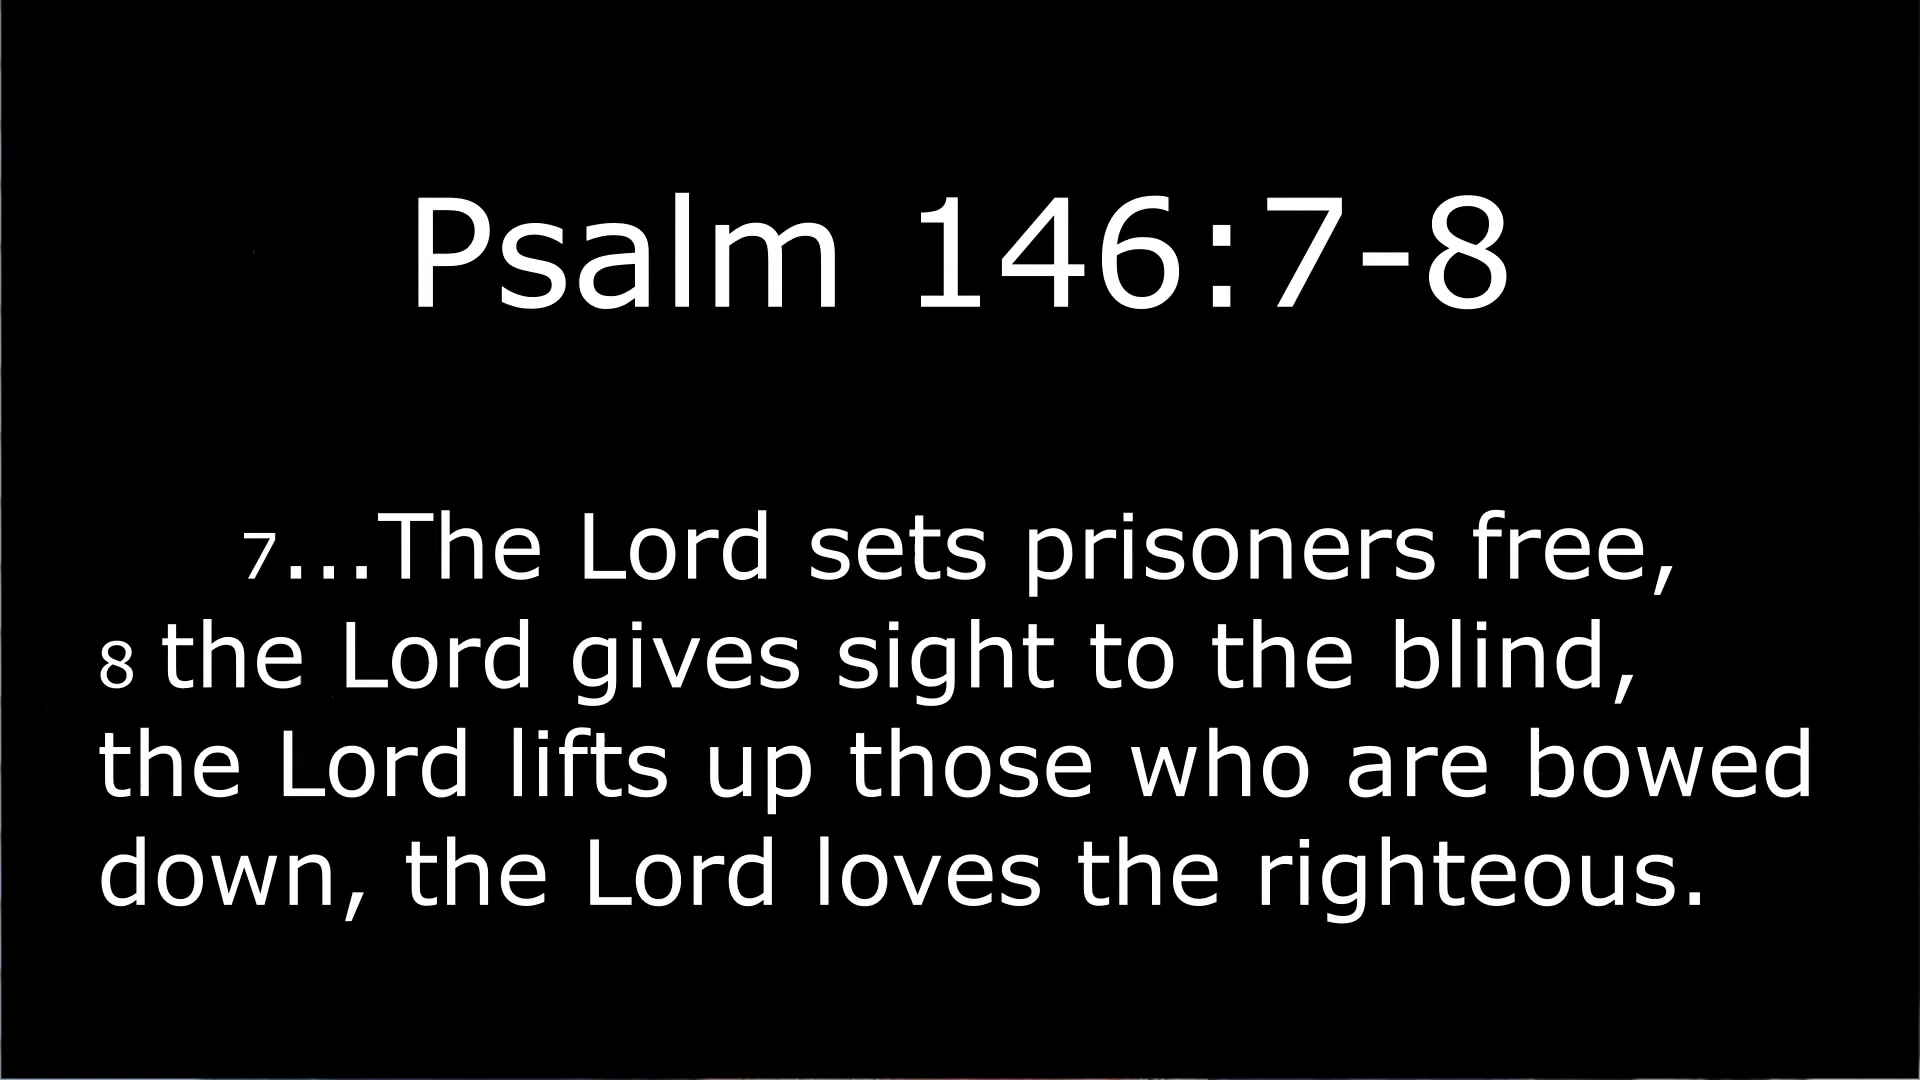 Psalm 146:7-8
7...The Lord sets prisoners free,
8 the Lord gives sight to the blind,
the Lord lifts up those who are bowed
down, the Lord loves the righteous.